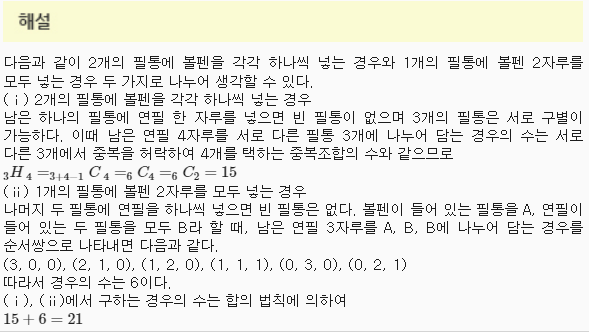 해설
다음과 같이 2개의 필통에 볼펜을 각각 하나씩 넣는 경우와 1개의 필통에 볼펜 2자루를
모두 넣는 경우 두 가지로 나누어 생각할 수 있다.
(ⅰ) 2개의 필통에 볼펜을 각각 하나씩 넣는 경우
남은 하나의 필통에 연필 한 자루를 넣으면 빈 필통이 없으며 3개의 필통은 서로 구별이
가능하다. 이때 남은 연필 4자루를 서로 다른 필통 3개에 나누어 담는 경우의 수는 서로
다른 3개에서 중복을 허락하여 4개를 택하는 중복조합의 수와 같으므로
₃H₄ = ₃₊₄₋₁C₄ = ₆C₄ = ₆C₂ = 15
(ⅱ) 1개의 필통에 볼펜 2자루를 모두 넣는 경우
나머지 두 필통에 연필을 하나씩 넣으면 빈 필통은 없다. 볼펜이 들어 있는 필통을 A, 연필이
들어 있는 두 필통을 모두 B라 할 때, 남은 연필 3자루를 A, B, B에 나누어 담는 경우를
순서쌍으로 나타내면 다음과 같다.
(3, 0, 0), (2, 1, 0), (1, 2, 0), (1, 1, 1), (0, 3, 0), (0, 2, 1)
따라서 경우의 수는 6이다.
(ⅰ), (ⅱ)에서 구하는 경우의 수는 합의 법칙에 의하여
15 + 6 = 21